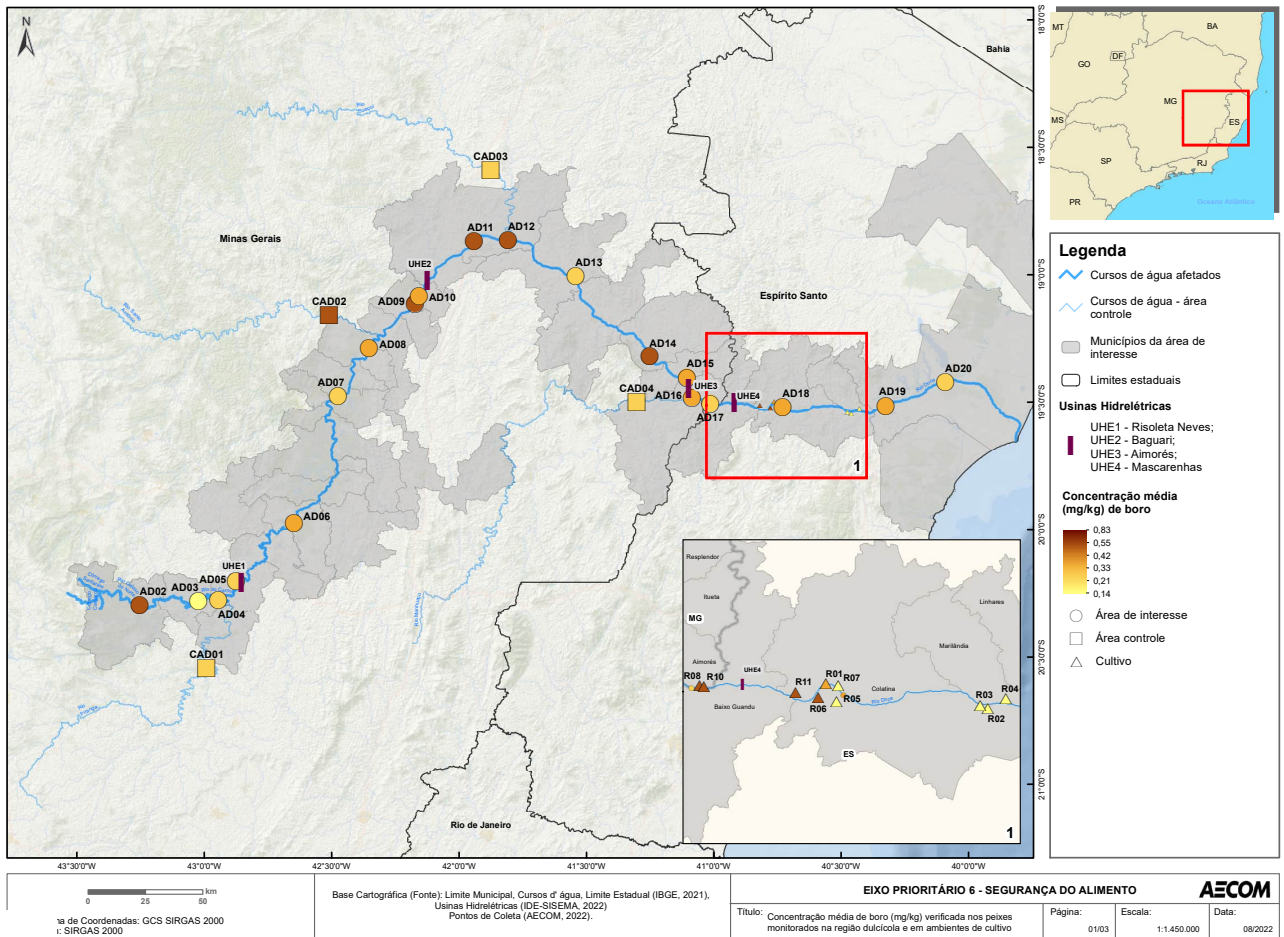 N
Bahia
Minas Gerais
Espírito Santo
Rio de Janeiro
CAD03
AD11
AD12
UHE2
AD13
AD09
AD10
CAD02
AD08
AD14
AD15
UHE3
CAD04
AD16
AD17
UHE4
AD18
AD19
AD20
Rio Doce
AD07
1
AD06
UHE1
AD05
AD03
AD02
AD04
CAD01
Rio Manhuaçu
18°0'0"S
18°30'0"S
19°0'0"S
19°30'0"S
20°0'0"S
20°30'0"S
21°0'0"S
43°30'0"W
43°0'0"W
42°30'0"W
42°0'0"W
41°30'0"W
41°0'0"W
40°30'0"W
40°0'0"W
Resplendor
Itueta
MG
Aimorés
UHE4
R08
R10
Baixo Guandu
R11
R01
R07
R06
R05
Colatina
Rio Doce
Marilândia
Linhares
R03
R04
R02
ES
1
MT
BA
DF
GO
MG
ES
MS
SP
RJ
PR
Oceano Atlântico
Legenda
Cursos de água afetados
Cursos de água - área
controle
Municípios da área de
interesse
Limites estaduais
Usinas Hidrelétricas
UHE1 - Risoleta Neves;
UHE2 - Baguari;
UHE3 - Aimorés;
UHE4 - Mascarenhas
Concentração média
(mg/kg) de boro
0,83
0,55
0,42
0,33
0,21
0,14
Área de interesse
Área controle
Cultivo
km
0 25 50
a de Coordenadas: GCS SIRGAS 2000
: SIRGAS 2000
Base Cartográfica (Fonte): Limite Municipal, Cursos d' água, Limite Estadual (IBGE, 2021),
Usinas Hidrelétricas (IDE-SISEMA, 2022)
Pontos de Coleta (AECOM, 2022).
EIXO PRIORITÁRIO 6 - SEGURANÇA DO ALIMENTO
AECOM
Título: Concentração média de boro (mg/kg) verificada nos peixes
monitorados na região dulcícola e em ambientes de cultivo
Página:
01/03
Escala:
1:1.450.000
Data:
08/2022